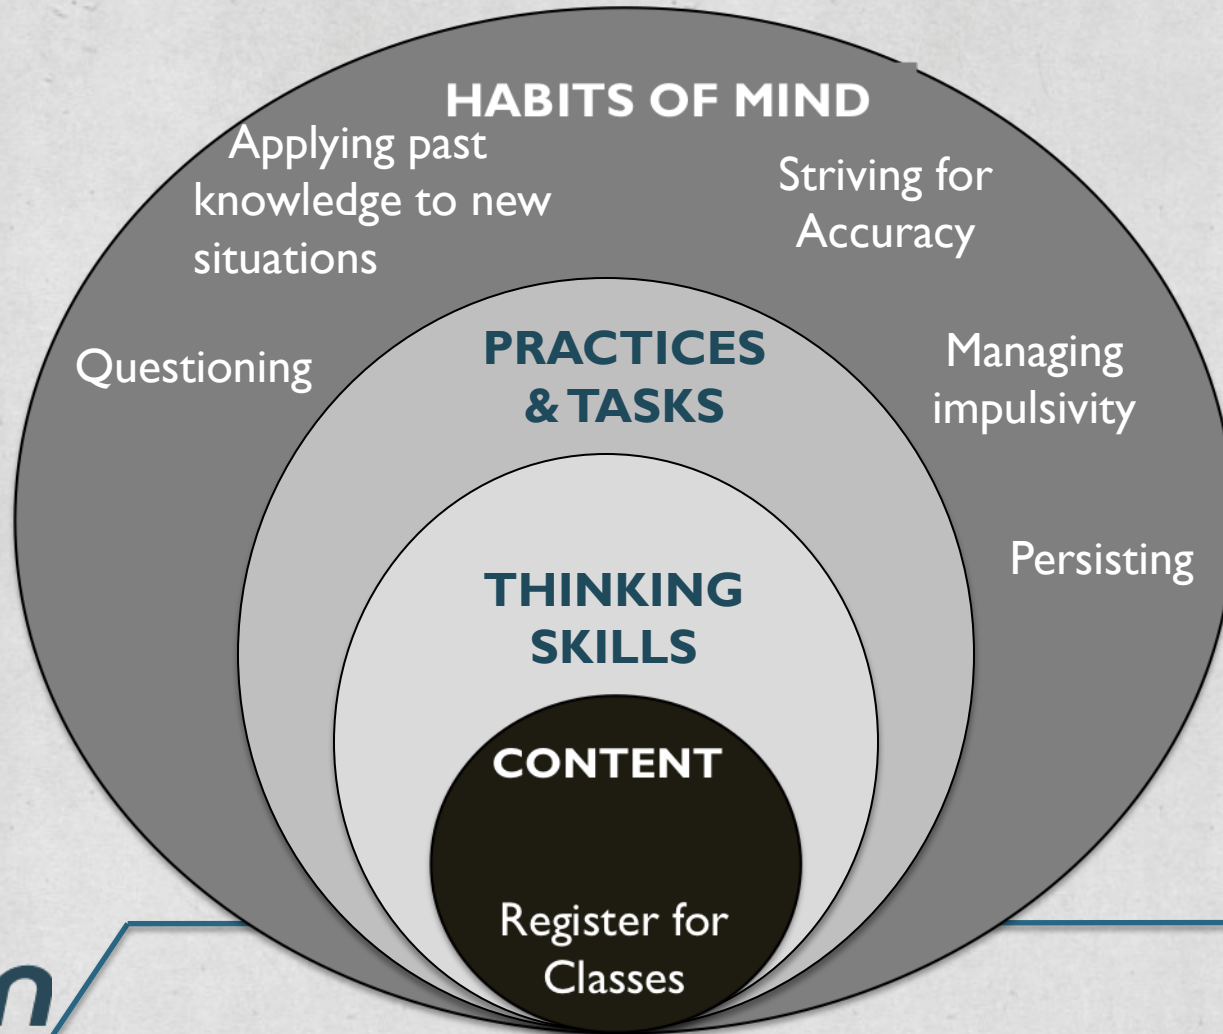 HABITS OF MIND
Applying past
knowledge to new
situations
Striving for
Accuracy
Questioning
Managing
impulsivity
Persisting
PRACTICES
& TASKS
THINKING
SKILLS
CONTENT
Register for
Classes
n